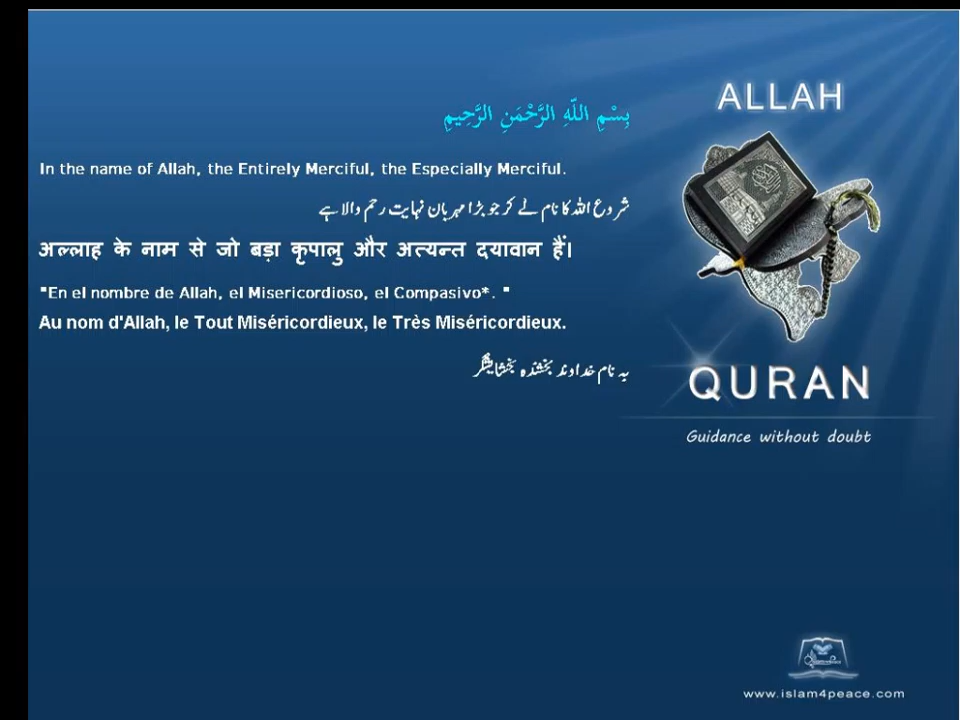 بِسْمِ اللَّهِ الرَّحْمَنِ الرَّحِيمِ
In the name of Allah, the Entirely Merciful, the Especially Merciful.
شروع الله کا نام لے کر جو بڑا مہربان نہایت رحم والا ہے
अल्लाह के नाम से जो बड़ा कृपालु और अत्यन्त दयावान हैं।
"En el nombre de Allah, el Misericordioso, el Compasivo*. "
Au nom d'Allah, le Tout Miséricordieux, le Très Miséricordieux.
به نام خداوند بخشنده بخشایشگر
ALLAH
QURAN
Guidance without doubt
www.islam4peace.com